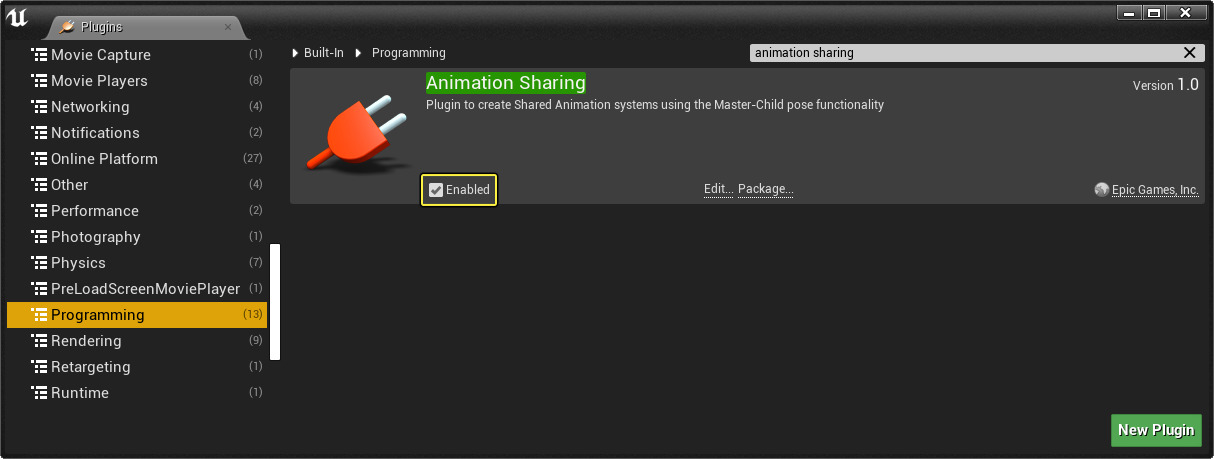 Plugins
Movie Capture (1)
Movie Players (8)
Networking (4)
Notifications (2)
Online Platform (27)
Other (4)
Performance (2)
Photography (1)
Physics (7)
PreLoadScreenMoviePlayer (1)
Programming (13)
Rendering (9)
Retargeting (1)
Runtime (1)
Built-In Programming
animation sharing
Animation Sharing
Version 1.0
Plugin to create Shared Animation systems using the Master-Child pose functionality
Enabled
Edit... Package...
Epic Games, Inc.
New Plugin